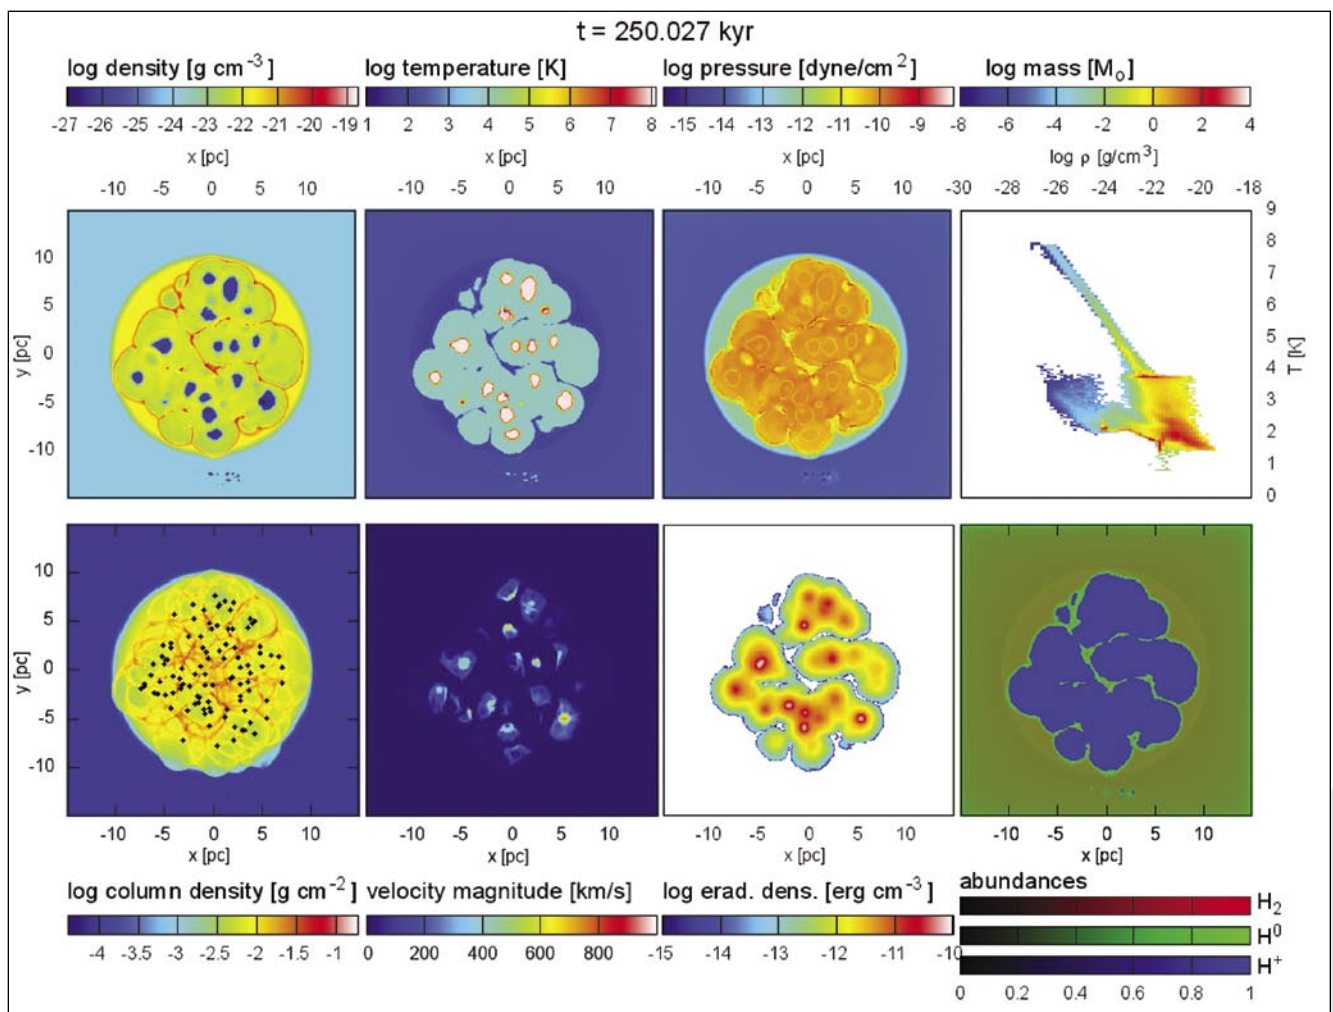 t = 250.027 kyr
log density [g cm-3] log temperature [K] log pressure [dyne/cm2] log mass [Mo]
-27 -26 -25 -24 -23 -22 -21 -20 -19 1 2 3 4 5 6 7 8 -15 -14 -13 -12 -11 -10 -9 -8 -6 -4 -2 0 2 4
x [pc] x [pc] x [pc] log ρ [g/cm3]
-10 -5 0 5 10 -10 -5 0 5 10 -10 -5 0 5 10 -30 -28 -26 -24 -22 -20 -18
9
8
10
7
5
6
y [pc] 0 5 T [K]
4
-5
3
2
-10
1
0
10
5
y [pc] 0
-5
-10
-10 -5 0 5 10 -10 -5 0 5 10 -10 -5 0 5 10 -10 -5 0 5 10
x [pc] x [pc] x [pc] x [pc]
log column density [g cm-2] velocity magnitude [km/s] log erad. dens. [erg cm-3] abundances
H2
H0
H+
-4 -3.5 -3 -2.5 -2 -1.5 -1 0 200 400 600 800 -15 -14 -13 -12 -11 -10
0 0.2 0.4 0.6 0.8 1